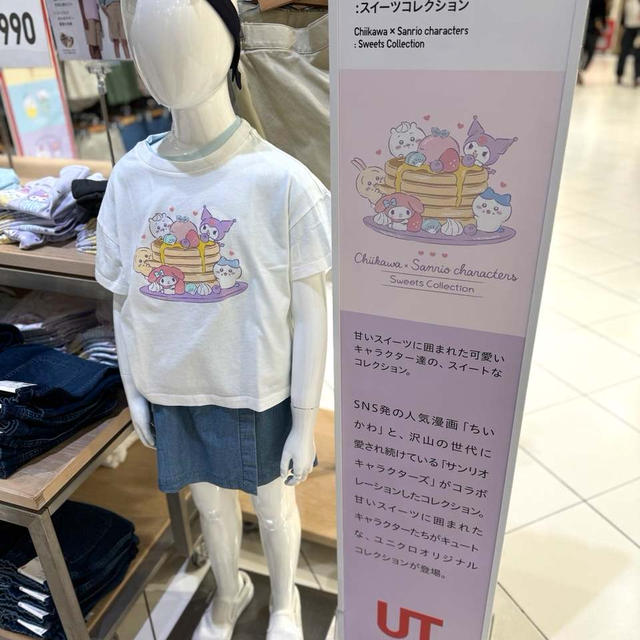 990
:スイーツコレクション
Chiikawa × Sanrio characters
: Sweets Collection
Chiikawa × Sanrio characters
Sweets Collection
甘いスイーツに囲まれた可愛い
キャラクター達の、スイートな
コレクション。
SNS発の人気漫画「ちい
かわ」と、沢山の世代に
愛され続けている「サンリオ
キャラクターズ」がコラボ
レーションしたコレクション。
甘いスイーツに囲まれた
キャラクターたちがキュート
な、ユニクロオリジナル
コレクションが登場。
UT